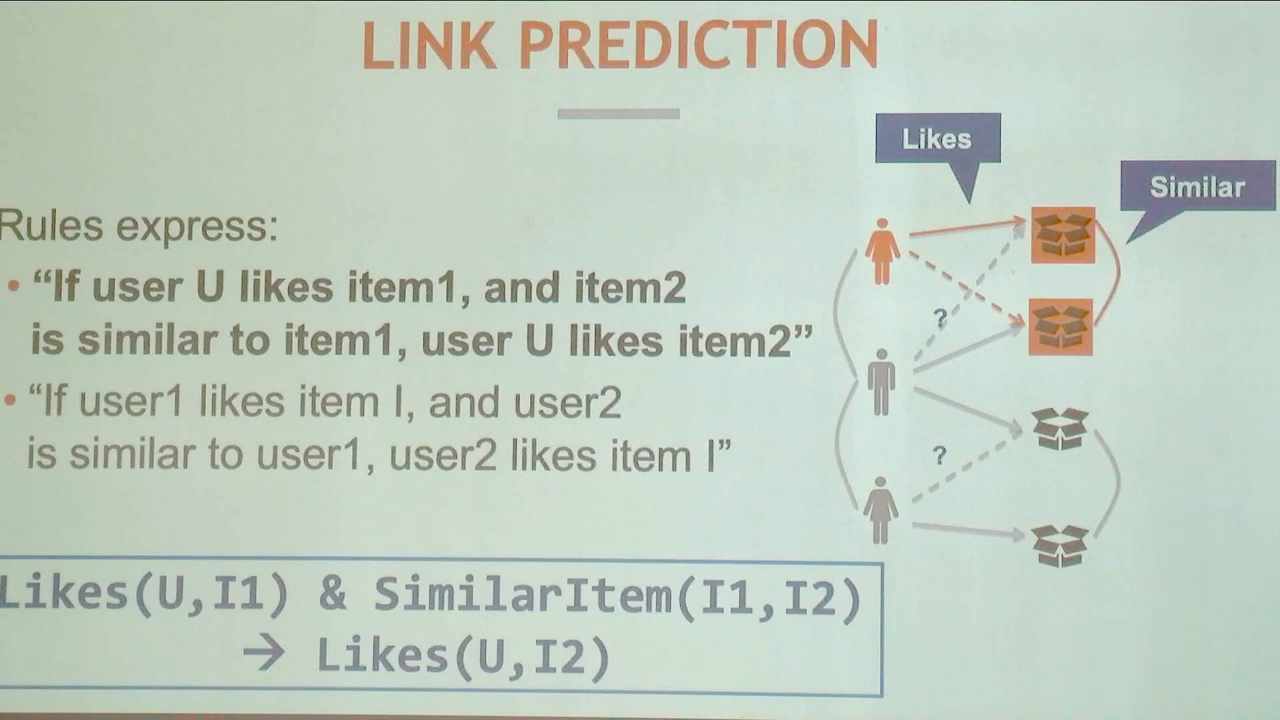 LINK PREDICTION
Likes
Similar
Rules express:
• “If user U likes item1, and item2
is similar to item1, user U likes item2”
• “If user1 likes item I, and user2
is similar to user1, user2 likes item I”
?
?
Likes(U,I1) & SimilarItem(I1,I2)
→ Likes(U,I2)